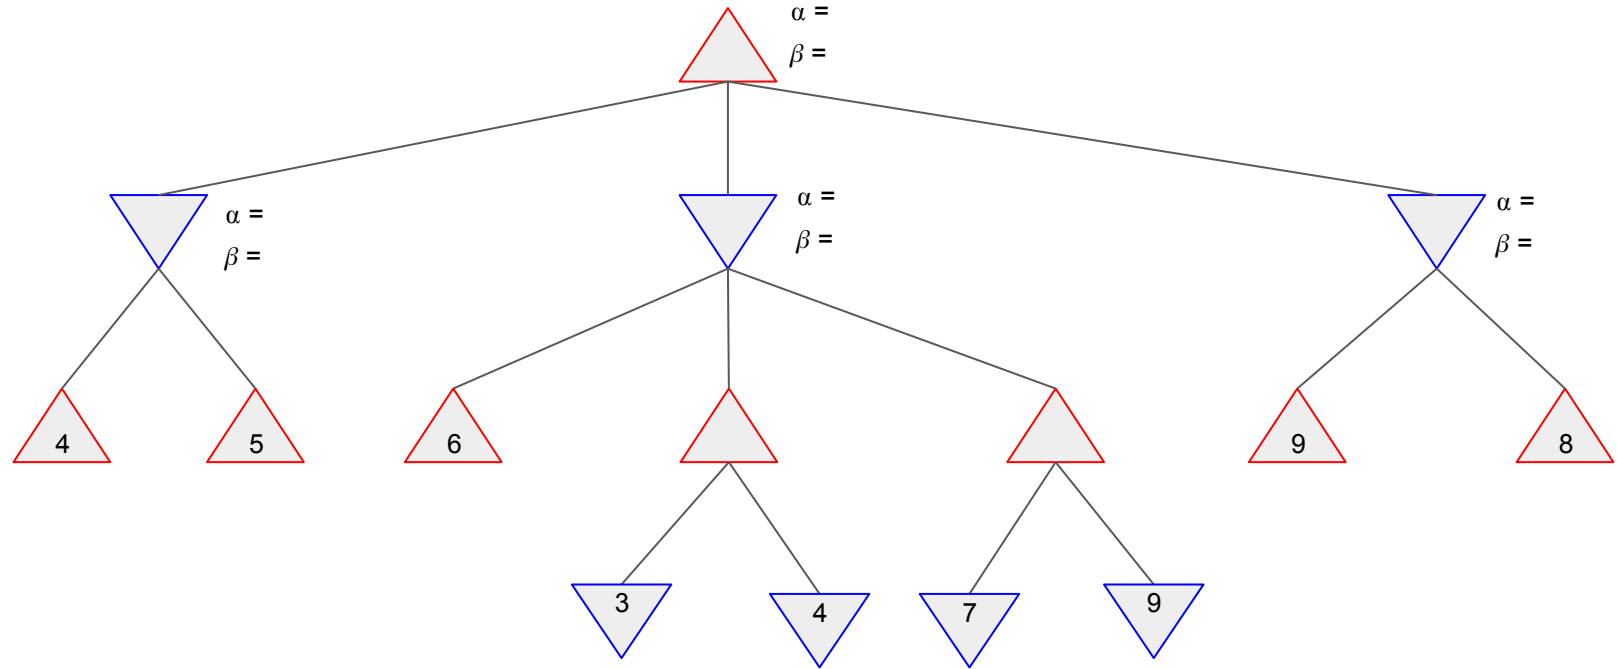 α =
β =
α =
β =
α =
β =
α =
β =
4
5
6
9
8
3
4
7
9